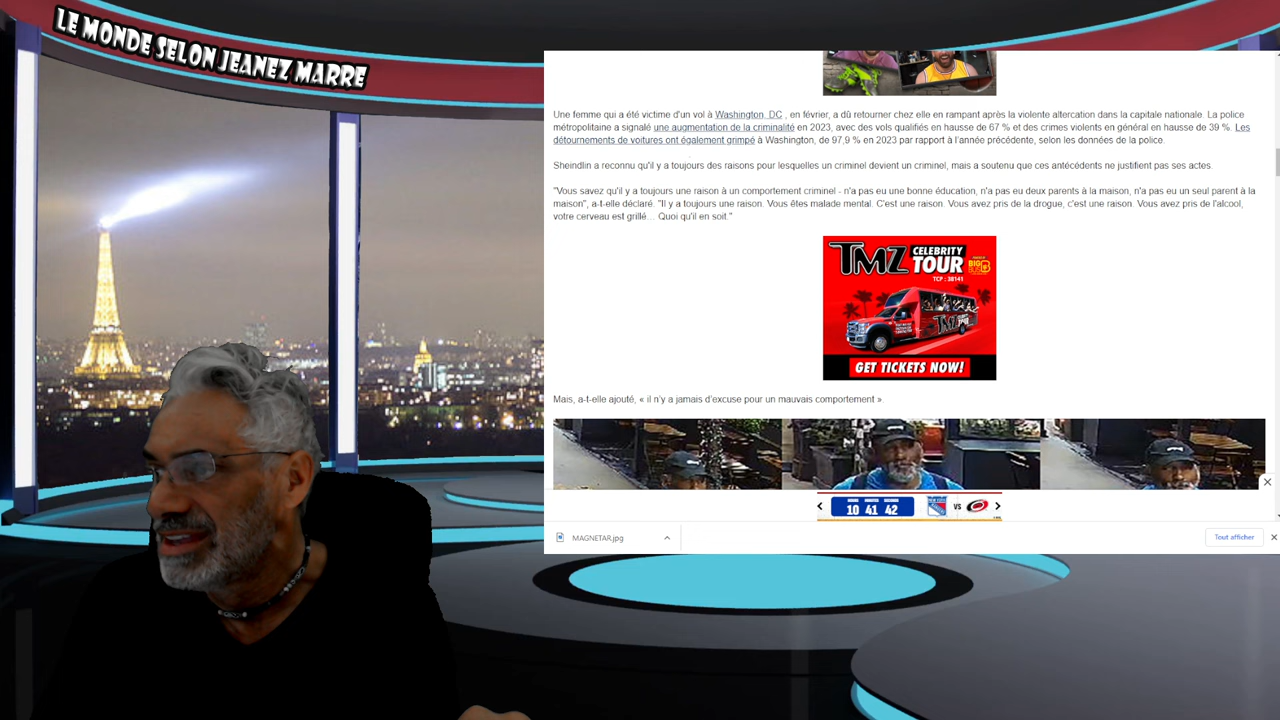 LE MONDE SELON JEANEZ MARRE
Une femme qui a été victime d'un vol à Washington, DC , en février, a dû retourner chez elle en rampant après la violente altercation dans la capitale nationale. La police
métropolitaine a signalé une augmentation de la criminalité en 2023, avec des vols qualifiés en hausse de 67 % et des crimes violents en général en hausse de 39 %. Les
détournements de voitures ont également grimpé à Washington, de 97,9 % en 2023 par rapport à l'année précédente, selon les données de la police.
Sheindlin a reconnu qu'il y a toujours des raisons pour lesquelles un criminel devient un criminel, mais a soutenu que ces antécédents ne justifient pas ses actes.
"Vous savez qu'il y a toujours une raison à un comportement criminel - n'a pas eu une bonne éducation, n'a pas eu deux parents à la maison, n'a pas eu un seul parent à la
maison", a-t-elle déclaré. "Il y a toujours une raison. Vous êtes malade mental. C'est une raison. Vous avez pris de la drogue, c'est une raison. Vous avez pris de l'alcool,
votre cerveau est grillé… Quoi qu'il en soit."
TMZ CELEBRITY
TOUR
BIG
BUS
TCP : 38141
TMZ
GET TICKETS NOW!
Mais, a-t-elle ajouté, « il n'y a jamais d'excuse pour un mauvais comportement ».
10 41 42
VS
MAGNETAR.jpg
Tout afficher